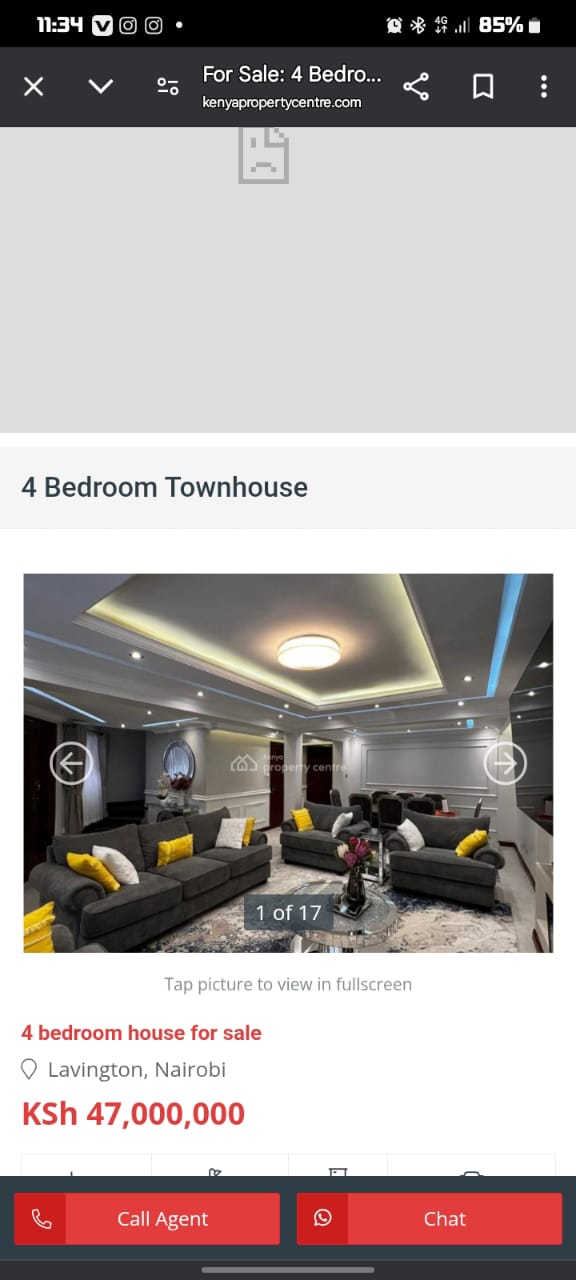 11:34
4G
85%
For Sale: 4 Bedro...
kenyapropertycentre.com
4 Bedroom Townhouse
kenya
property centre
1 of 17
Tap picture to view in fullscreen
4 bedroom house for sale
Lavington, Nairobi
KSh 47,000,000
Call Agent
Chat